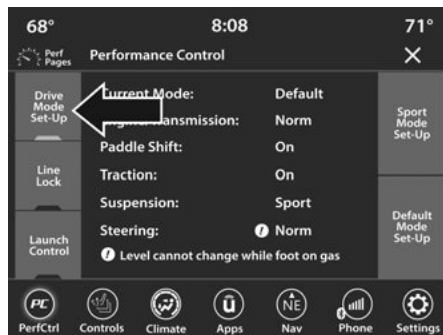 68° 8:08 71°
Perf
Pages
Performance Control
Drive
Mode
Set-Up
Line
Lock
Launch
Control
Current Mode: Default
Transmission: Norm
Paddle Shift: On
Traction: On
Suspension: Sport
Steering: Norm
Level cannot change while foot on gas
Sport
Mode
Set-Up
Default
Mode
Set-Up
PC
PerfCtrl
Controls
Climate
ū
Apps
NE
Nav
Phone
Settings